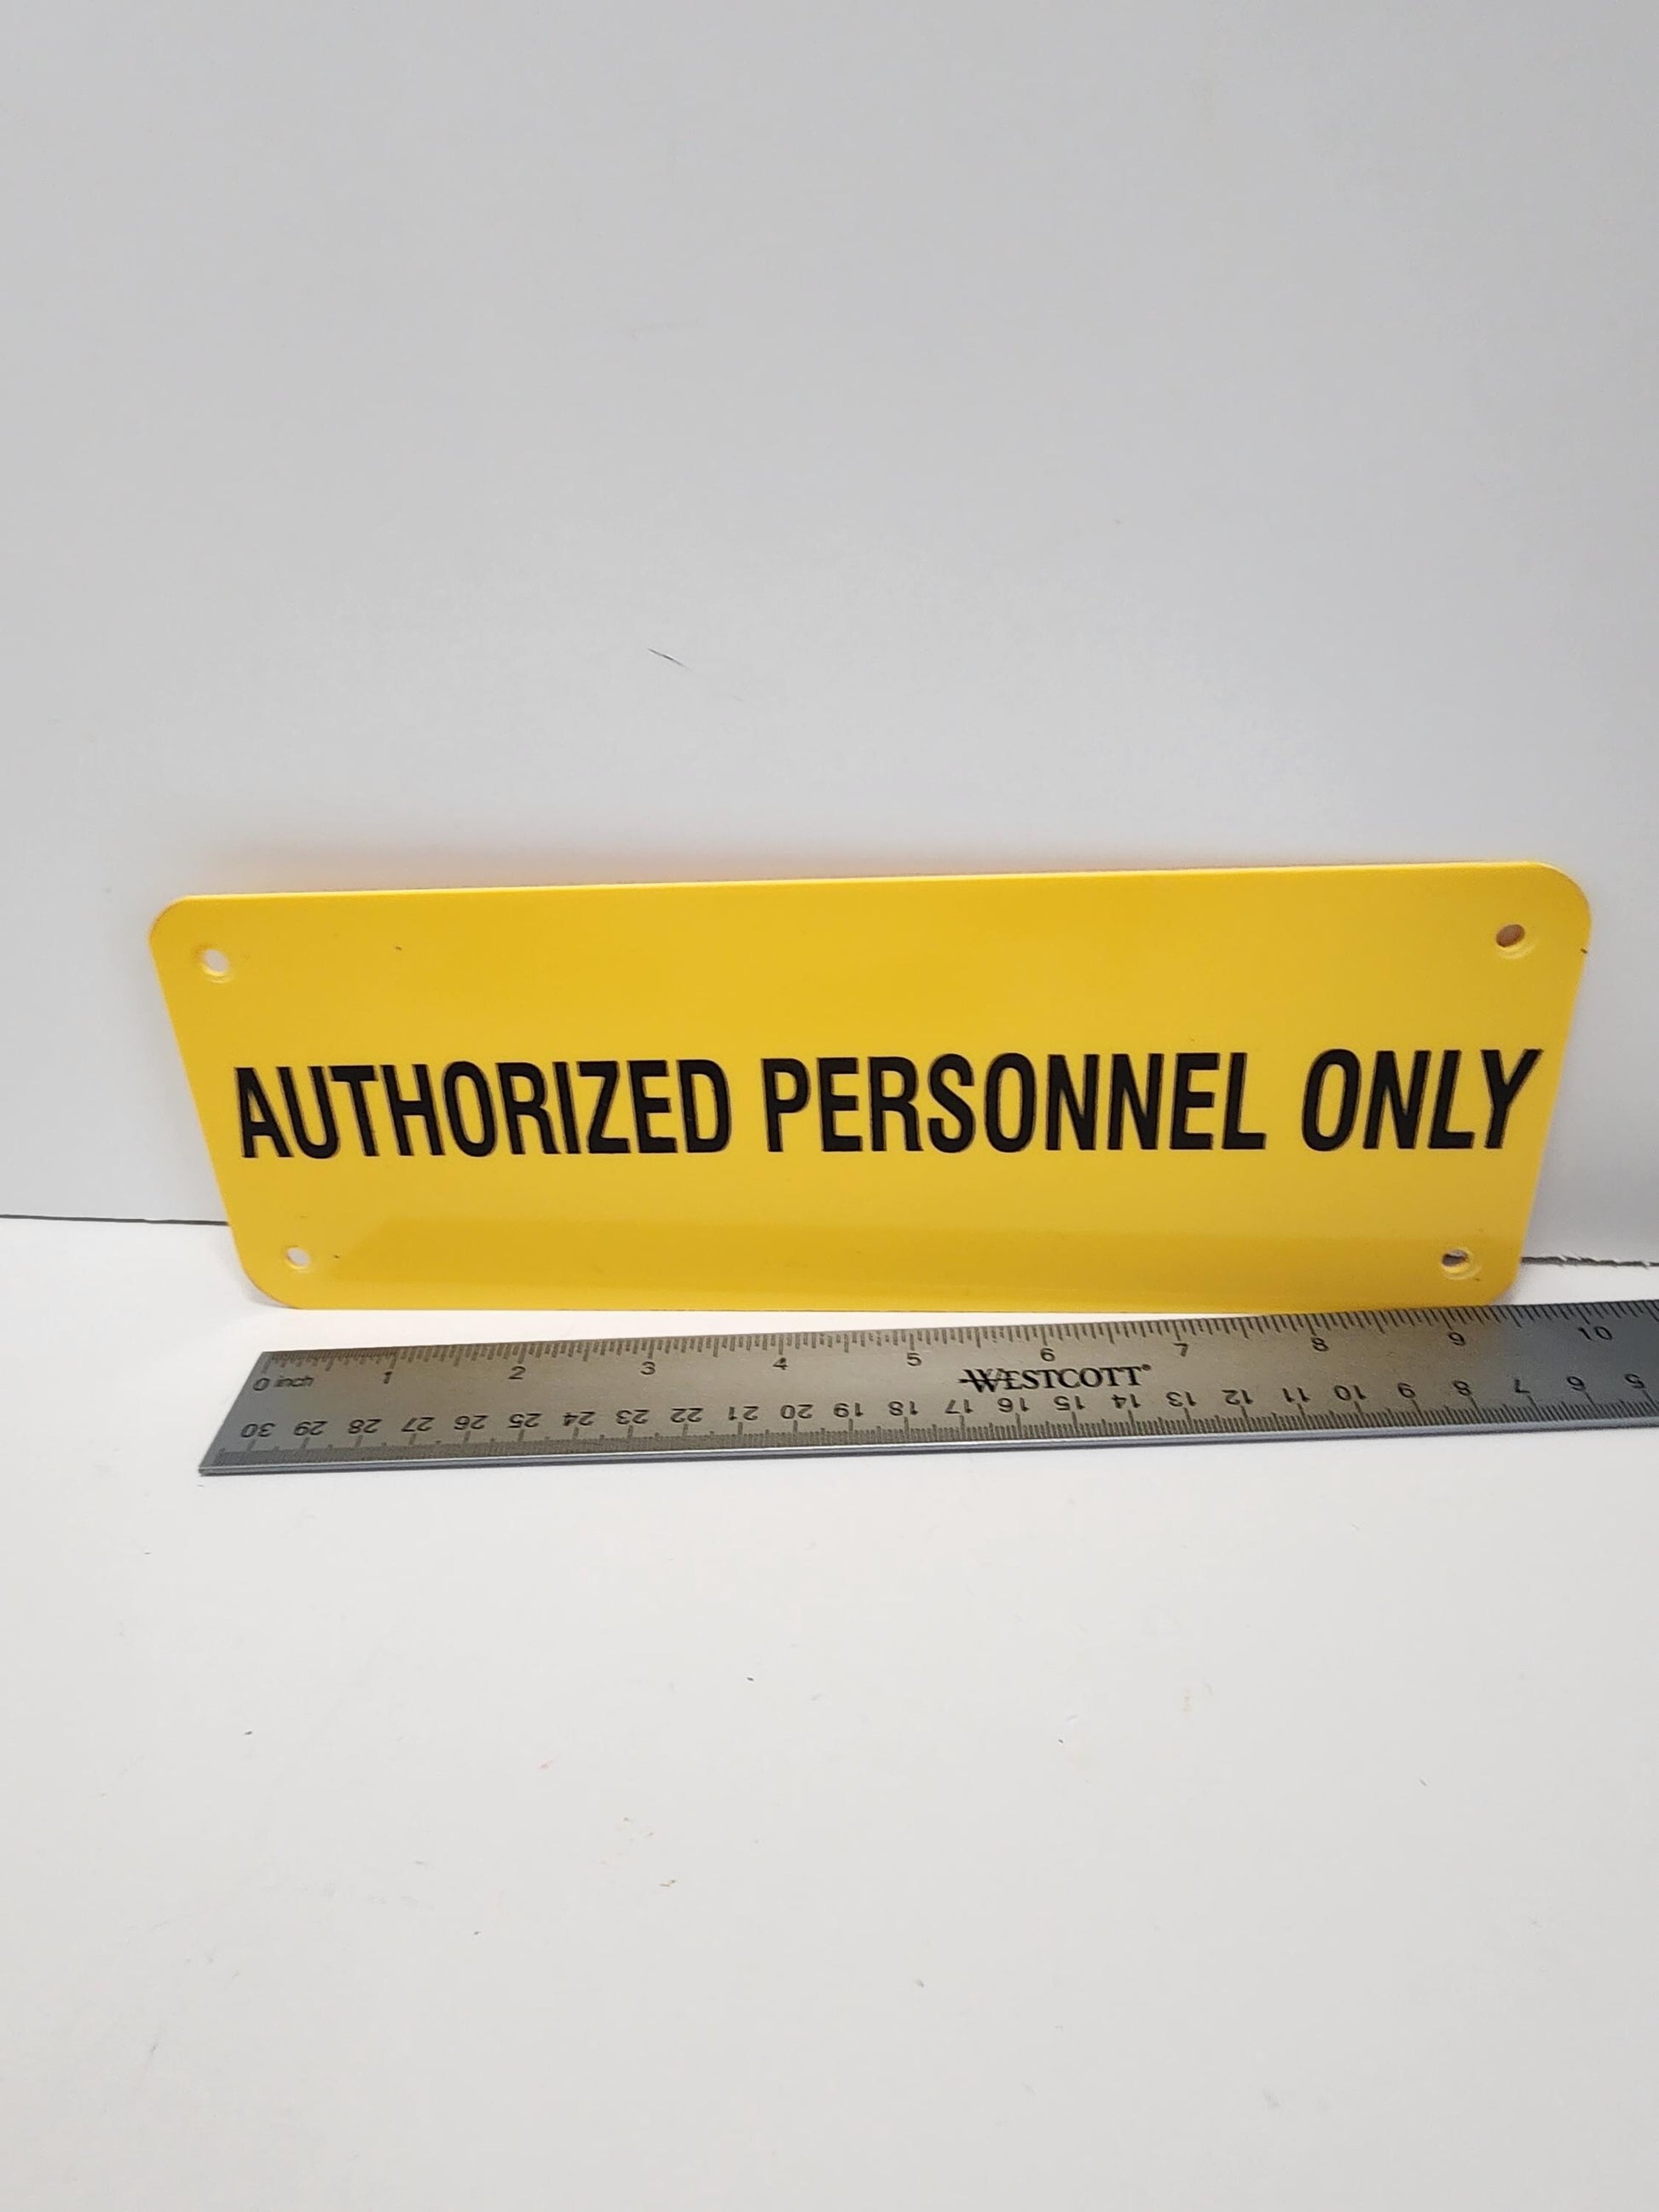 AUTHORIZED PERSONNEL ONLY
0 inch 1 2 3 4 5 6 7 8 9 10
WESTCOTT®
30 29 28 27 26 25 24 23 22 21 20 19 18 17 16 15 14 13 12 11 10 9 8 7 6 5